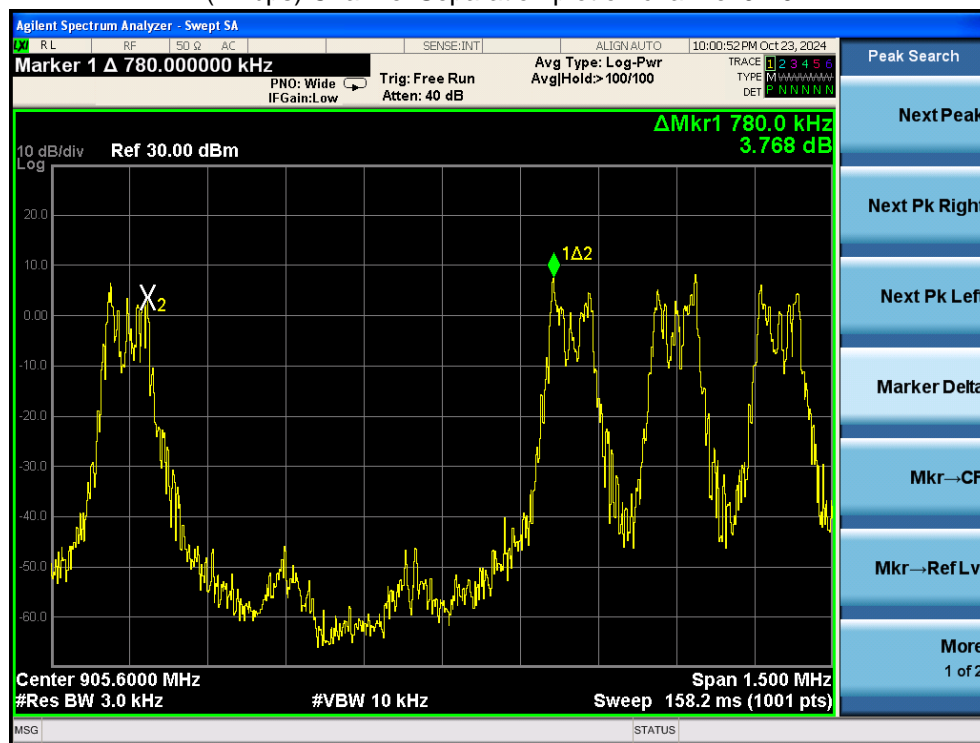 Agilent Spectrum Analyzer - Swept SA
LXI RL RF 50 Ω AC SENSE:INT ALIGN AUTO 10:00:52 PM Oct 23, 2024
Marker 1 Δ 780.000000 kHz
PNO: Wide
IFGain:Low
Trig: Free Run
Atten: 40 dB
Avg Type: Log-Pwr
Avg|Hold:> 100/100
TRACE 1 2 3 4 5 6
TYPE M
DET P N N N N N
ΔMkr1 780.0 kHz
3.768 dB
10 dB/div Ref 30.00 dBm
Log
20.0
10.0
0.00
-10.0
-20.0
-30.0
-40.0
-50.0
-60.0
1Δ2
X2
Center 905.6000 MHz Span 1.500 MHz
#Res BW 3.0 kHz #VBW 10 kHz Sweep 158.2 ms (1001 pts)
MSG STATUS
Peak Search
Next Peak
Next Pk Right
Next Pk Left
Marker Delta
Mkr→CF
Mkr→Ref Lv
More
1 of 2